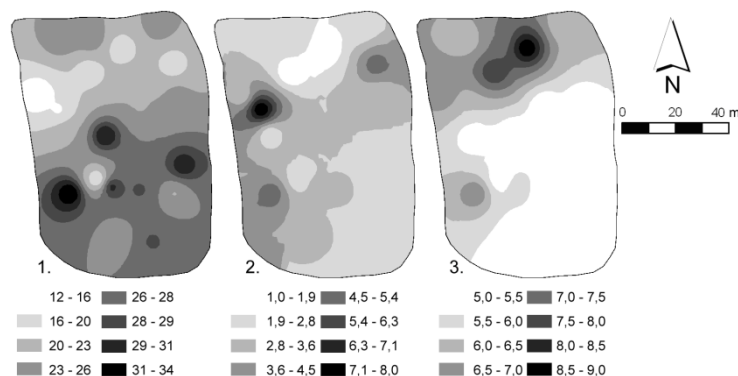 N
0 20 40 m
1. 2. 3.
12 - 16 26 - 28 1,0 - 1,9 4,5 - 5,4 5,0 - 5,5 7,0 - 7,5
16 - 20 28 - 29 1,9 - 2,8 5,4 - 6,3 5,5 - 6,0 7,5 - 8,0
20 - 23 29 - 31 2,8 - 3,6 6,3 - 7,1 6,0 - 6,5 8,0 - 8,5
23 - 26 31 - 34 3,6 - 4,5 7,1 - 8,0 6,5 - 7,0 8,5 - 9,0